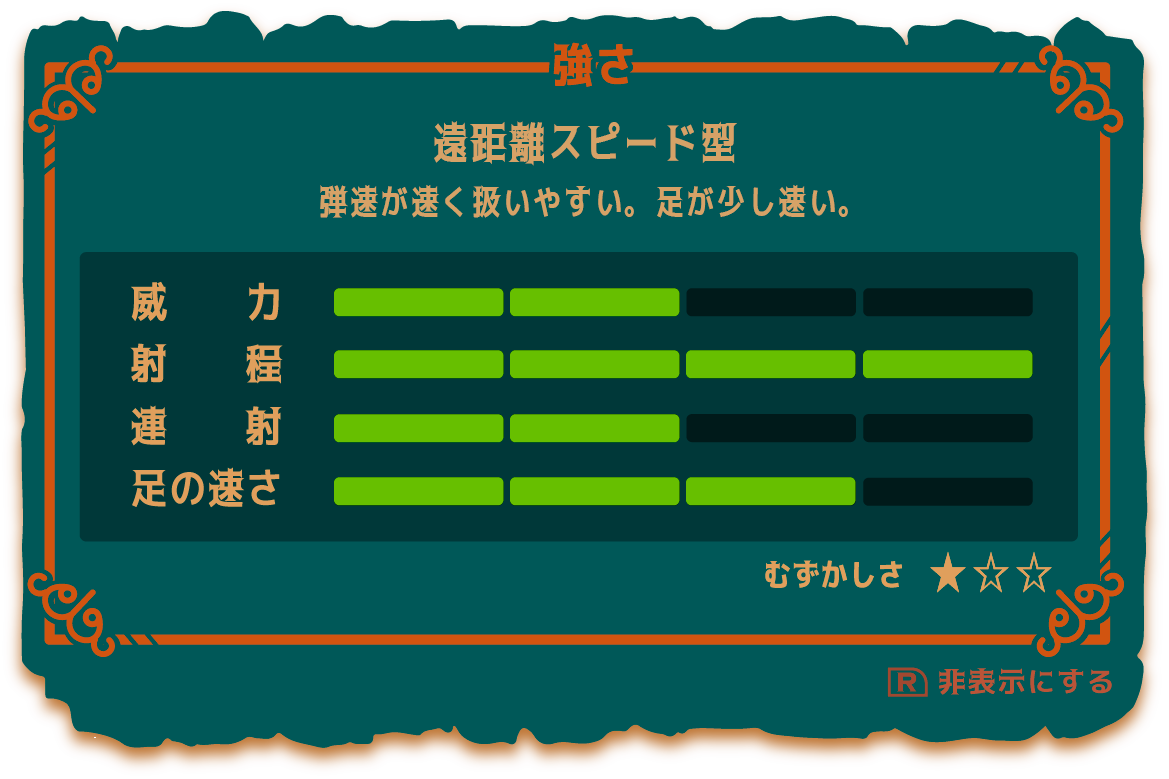 強さ
遠距離スピード型
弾速が速く扱いやすい。足が少し速い。
威力
射程
連射
足の速さ
むずかしさ ★☆☆
R 非表示にする